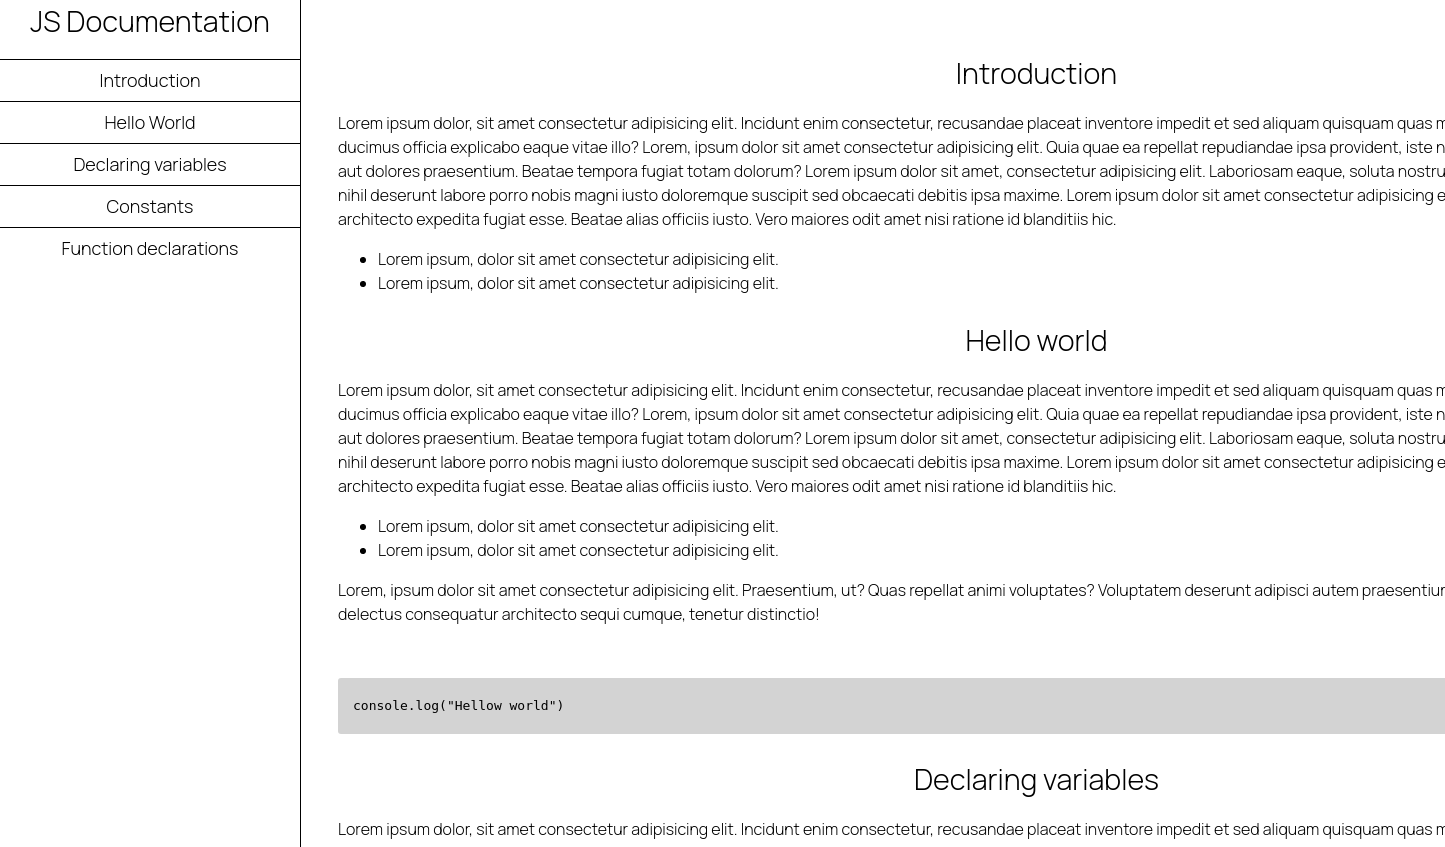 JS Documentation
Introduction
Hello World
Declaring variables
Constants
Function declarations
Introduction
Lorem ipsum dolor, sit amet consectetur adipisicing elit. Incidunt enim consectetur, recusandae placeat inventore impedit et sed aliquam quisquam quas
ducimus officia explicabo eaque vitae illo? Lorem, ipsum dolor sit amet consectetur adipisicing elit. Quia quae ea repellat repudiandae ipsa provident, iste
aut dolores praesentium. Beatae tempora fugiat totam dolorum? Lorem ipsum dolor sit amet, consectetur adipisicing elit. Laboriosam eaque, soluta
nihil deserunt labore porro nobis magni iusto doloremque suscipit sed obcaecati debitis ipsa maxime. Lorem ipsum dolor sit amet consectetur adipisicing
architecto expedita fugiat esse. Beatae alias officiis iusto. Vero maiores odit amet nisi ratione id blanditiis hic.
Lorem ipsum, dolor sit amet consectetur adipisicing elit.
Lorem ipsum, dolor sit amet consectetur adipisicing elit.
Hello world
Lorem ipsum dolor, sit amet consectetur adipisicing elit. Incidunt enim consectetur, recusandae placeat inventore impedit et sed aliquam quisquam quas
ducimus officia explicabo eaque vitae illo? Lorem, ipsum dolor sit amet consectetur adipisicing elit. Quia quae ea repellat repudiandae ipsa provident, iste
aut dolores praesentium. Beatae tempora fugiat totam dolorum? Lorem ipsum dolor sit amet, consectetur adipisicing elit. Laboriosam eaque, soluta
nihil deserunt labore porro nobis magni iusto doloremque suscipit sed obcaecati debitis ipsa maxime. Lorem ipsum dolor sit amet consectetur adipisicing
architecto expedita fugiat esse. Beatae alias officiis iusto. Vero maiores odit amet nisi ratione id blanditiis hic.
Lorem ipsum, dolor sit amet consectetur adipisicing elit.
Lorem ipsum, dolor sit amet consectetur adipisicing elit.
Lorem, ipsum dolor sit amet consectetur adipisicing elit. Praesentium, ut? Quas repellat animi voluptates? Voluptatem deserunt adipisci autem
delectus consequatur architecto sequi cumque, tenetur distinctio!
console.log("Hellow world")
Declaring variables
Lorem ipsum dolor, sit amet consectetur adipisicing elit. Incidunt enim consectetur, recusandae placeat inventore impedit et sed aliquam quisquam quas